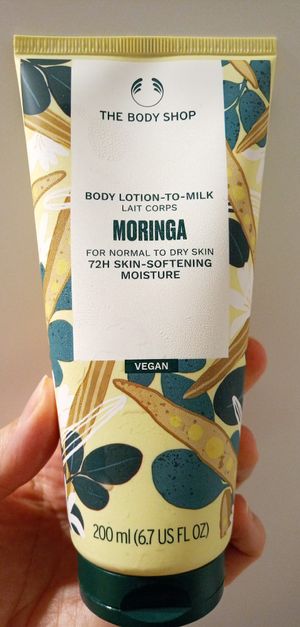 THE BODY SHOP
BODY LOTION-TO-MILK
LAIT CORPS
MORINGA
FOR NORMAL TO DRY SKIN
72H SKIN-SOFTENING
MOISTURE
VEGAN
200 ml (6.7 US FL OZ)